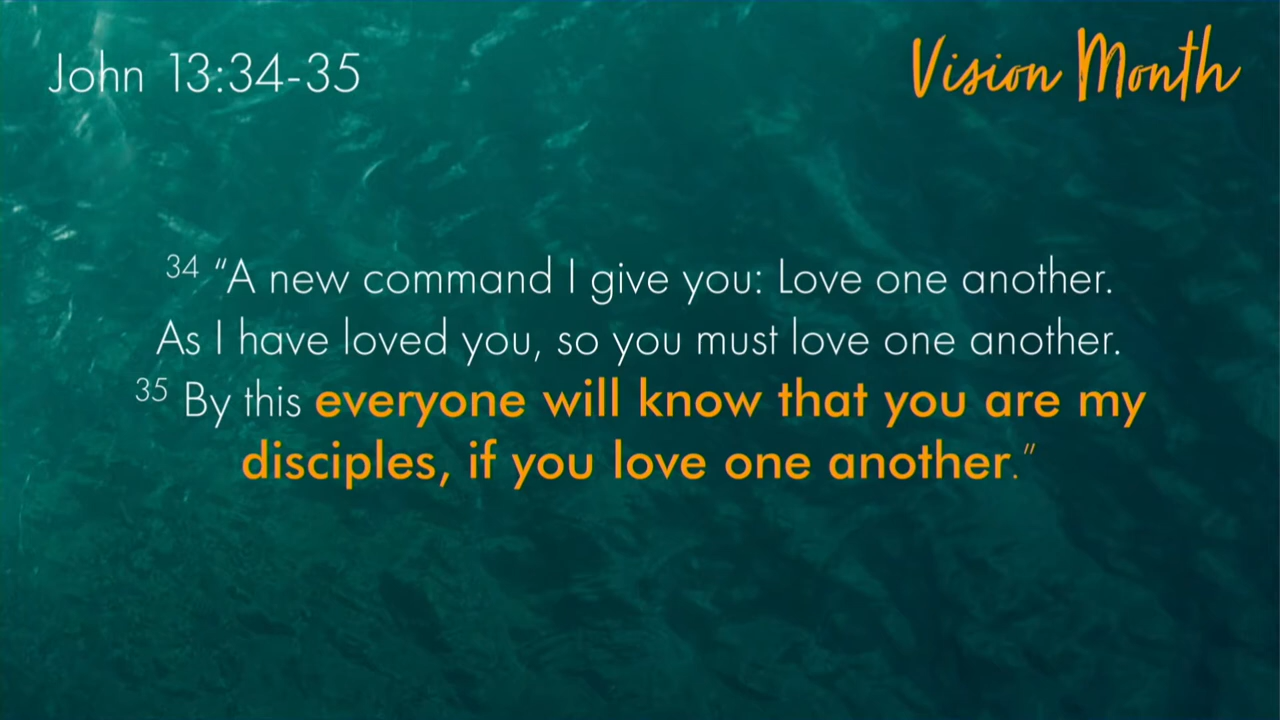 John 13:34-35
Vision Month
34 “A new command I give you: Love one another.
As I have loved you, so you must love one another.
35 By this everyone will know that you are my
disciples, if you love one another.”